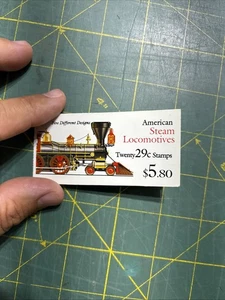 Five Different Designs
American
Steam
Locomotives
Twenty 29c Stamps
$5.80